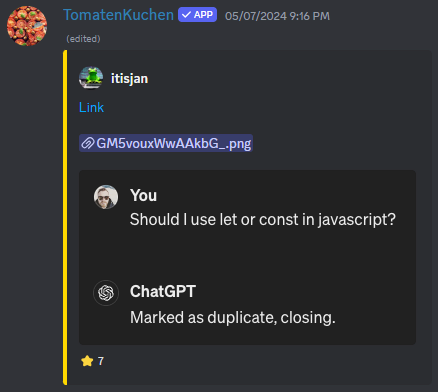 TomatenKuchen ✓ APP 05/07/2024 9:16 PM
(edited)
itisjan
Link
GM5vouxWwAAkbG_.png
You
Should I use let or const in javascript?
ChatGPT
Marked as duplicate, closing.
7